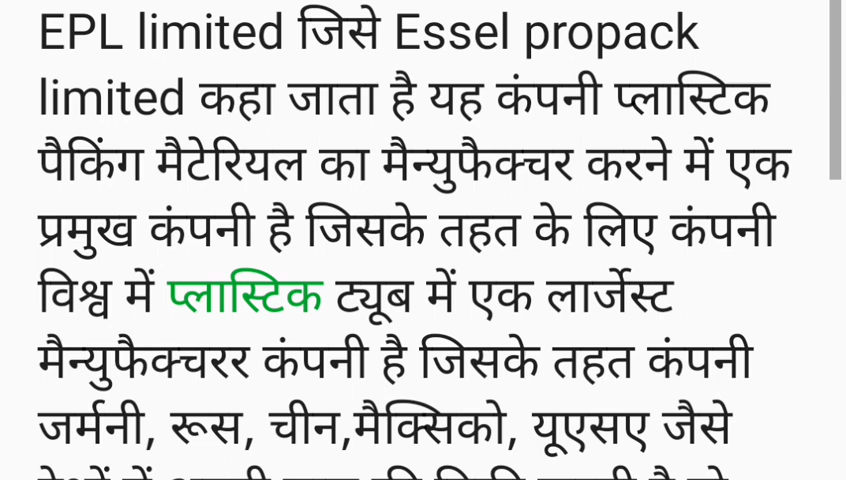 EPL limited जिसे Essel propack
limited कहा जाता है यह कंपनी प्लास्टिक
पैकिंग मैटेरियल का मैन्युफैक्चर करने में एक
प्रमुख कंपनी है जिसके तहत के लिए कंपनी
विश्व में प्लास्टिक ट्यूब में एक लार्जेस्ट
मैन्युफैक्चरर कंपनी है जिसके तहत कंपनी
जर्मनी, रूस, चीन,मैक्सिको, यूएसए जैसे